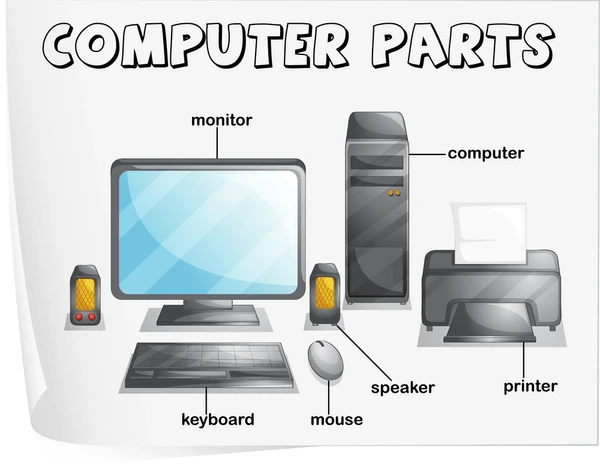 COMPUTER PARTS
monitor
computer
speaker
printer
keyboard
mouse